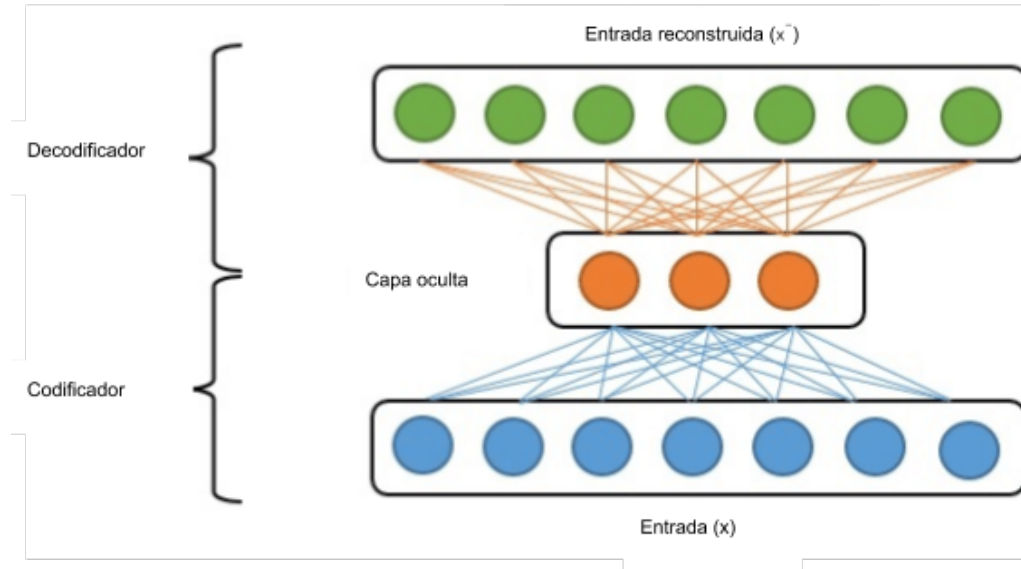 Entrada reconstruida (x¯)
Decodificador
Capa oculta
Codificador
Entrada (x)